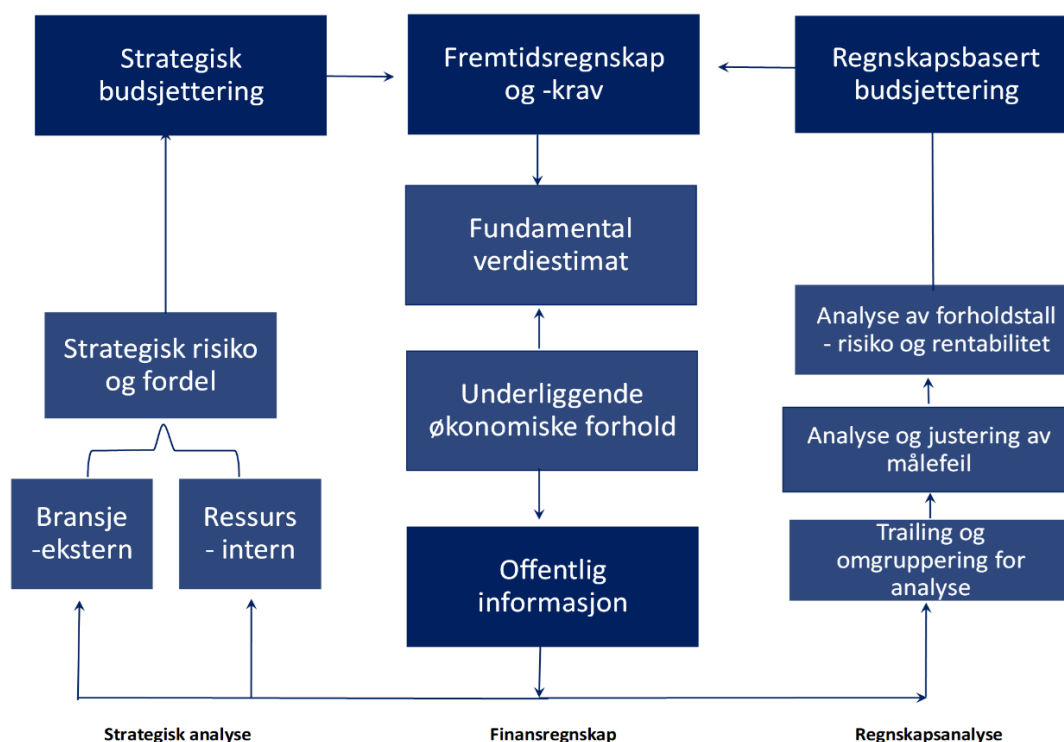 Strategisk
budsjettering
Fremtidsregnskap
og -krav
Regnskapsbasert
budsjettering
Fundamental
verdiestimat
Strategisk risiko
og fordel
Underliggende
økonomiske forhold
Analyse av forholdstall
- risiko og rentabilitet
Analyse og justering av
målefeil
Bransje
-ekstern
Ressurs
- intern
Offentlig
informasjon
Trailing og
omgruppering for
analyse
Strategisk analyse
Finansregnskap
Regnskapsanalyse